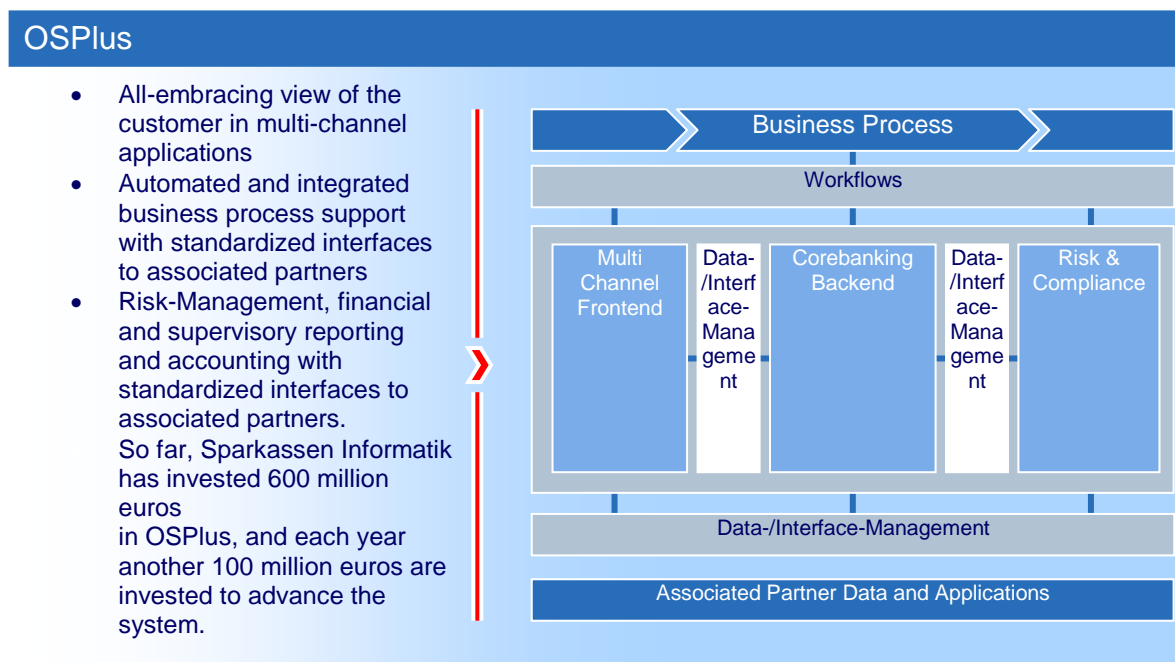 OSPlus
• All-embracing view of the
customer in multi-channel
applications
• Automated and integrated
business process support
with standardized interfaces
to associated partners
• Risk-Management, financial
and supervisory reporting
and accounting with
standardized interfaces to
associated partners.
So far, Sparkassen Informatik
has invested 600 million
euros
in OSPlus, and each year
another 100 million euros are
invested to advance the
system.
Business Process
Workflows
Multi
Channel
Frontend
Data-
/Interf
ace-
Mana
geme
nt
Corebanking
Backend
Data-
/Interf
ace-
Mana
geme
nt
Risk &
Compliance
Data-/Interface-Management
Associated Partner Data and Applications